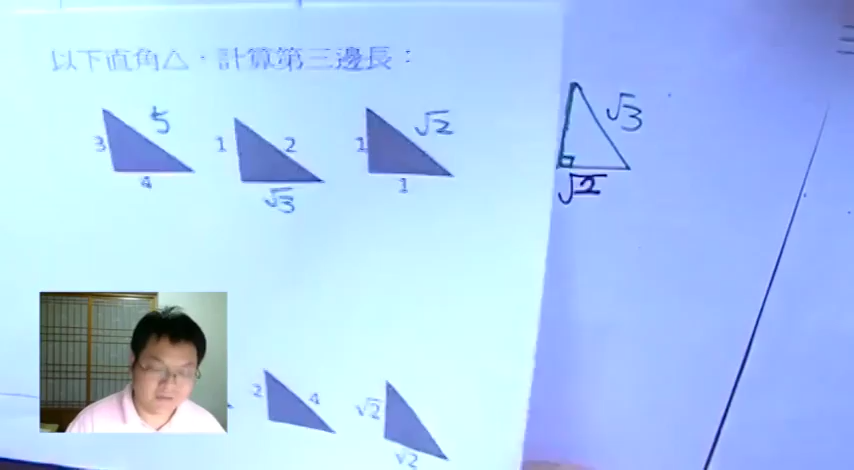 以下直角△,計算第三邊長:
3 5 4
1 2 √3
1 √2 1
√3 √2
2 4
√2 √2